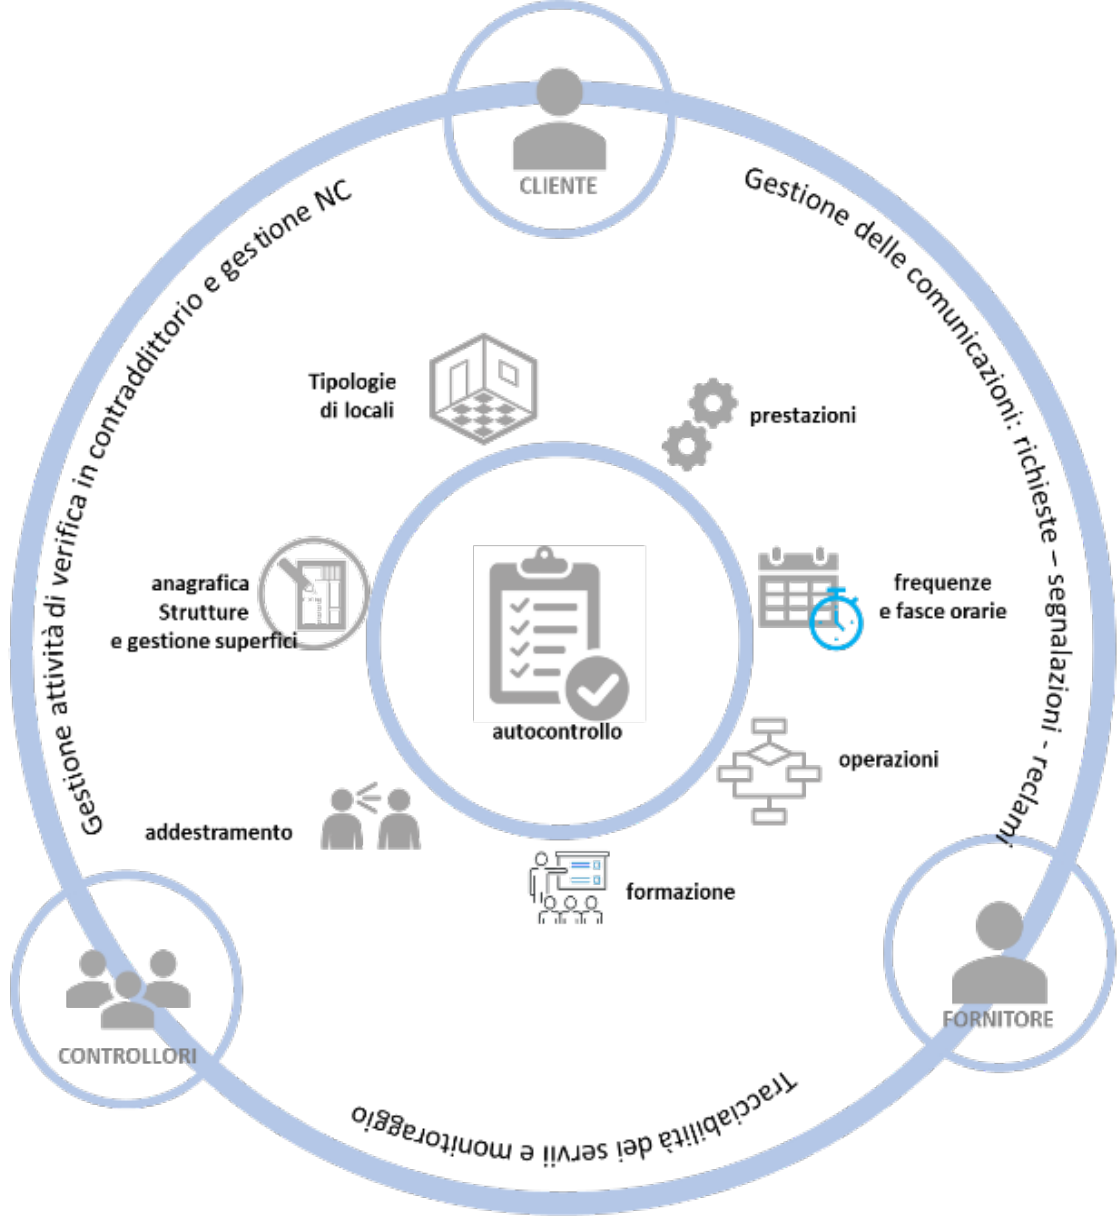 CLIENTE
Gestione attività di verifica in contraddittorio e gestione NC
Gestione delle comunicazioni: richieste – segnalazioni - reclami
Tipologie
di locali
prestazioni
anagrafica
Strutture
e gestione superfici
frequenze
e fasce orarie
autocontrollo
operazioni
addestramento
formazione
CONTROLLORI
FORNITORE
Tracciabilità dei servii e monitoraggio